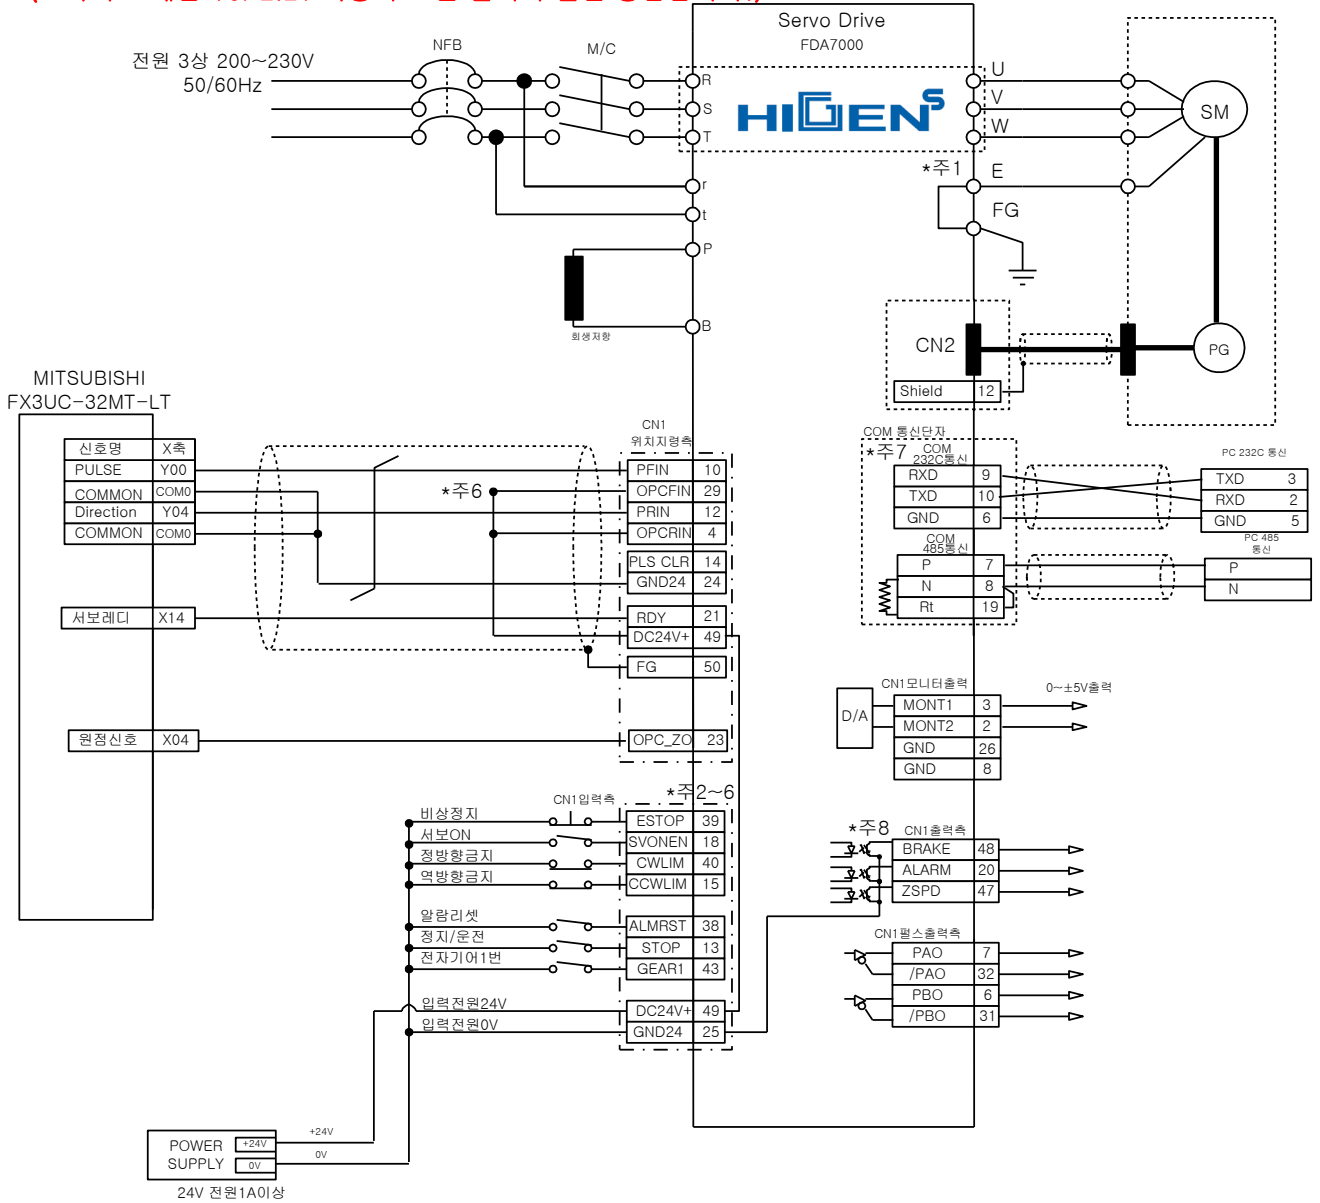 Servo Drive
FDA7000
전원 3상 200~230V
50/60Hz
NFB
M/C
R
S
T
HIGEN S
U
V
W
SM
*주1
E
FG
r
t
P
B
회생저항
CN2
Shield 12
PG
MITSUBISHI
FX3UC-32MT-LT
신호명 X축
PULSE Y00
COMMON COM0
Direction Y04
COMMON COM0
서보레디 X14
원점신호 X04
CN1
위치지령측
*주6
PFIN 10
OPCFIN 29
PRIN 12
OPCRIN 4
PLS CLR 14
GND24 24
RDY 21
DC24V+ 49
FG 50
OPC_ZO 23
COM 통신단자
*주7
COM
232C통신
RXD 9
TXD 10
GND 6
COM
485통신
P 7
N 8
Rt 19
PC 232C 통신
TXD 3
RXD 2
GND 5
PC 485
통신
P
N
CN1모니터출력
0~±5V출력
D/A
MONT1 3
MONT2 2
GND 26
GND 8
*주2~6
CN1입력측
비상정지 ESTOP 39
서보ON SVONEN 18
정방향금지 CWLIM 40
역방향금지 CCWLIM 15
알람리셋 ALMRST 38
정지/운전 STOP 13
전자기어1번 GEAR1 43
입력전원24V DC24V+ 49
입력전원0V GND24 25
*주8
CN1출력측
BRAKE 48
ALARM 20
ZSPD 47
CN1펄스출력측
PAO 7
/PAO 32
PBO 6
/PBO 31
POWER
SUPPLY
+24V
0V
+24V
0V
24V 전원1A이상